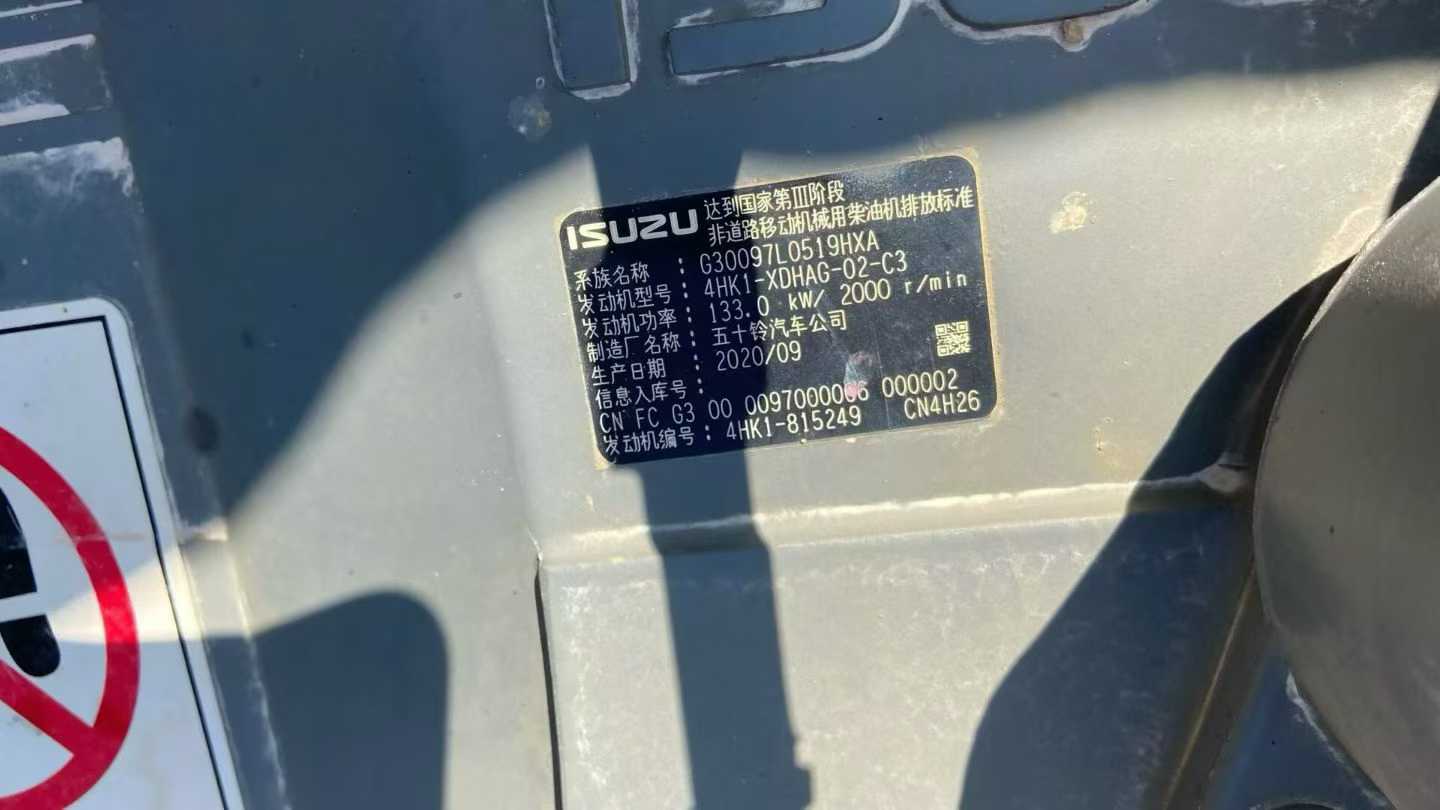 ISUZU 达到国家第Ⅲ阶段
非道路移动机械用柴油机排放标准
系族名称 : G30097L0519HXA
发动机型号 : 4HK1-XDHAG-02-C3
发动机功率 : 133.0 kW/ 2000 r/min
制造厂名称 : 五十铃汽车公司
生产日期 : 2020/09
信息入库号 :
CN FC G3 00 0097000006 000002
发动机编号 : 4HK1-815249 CN4H26